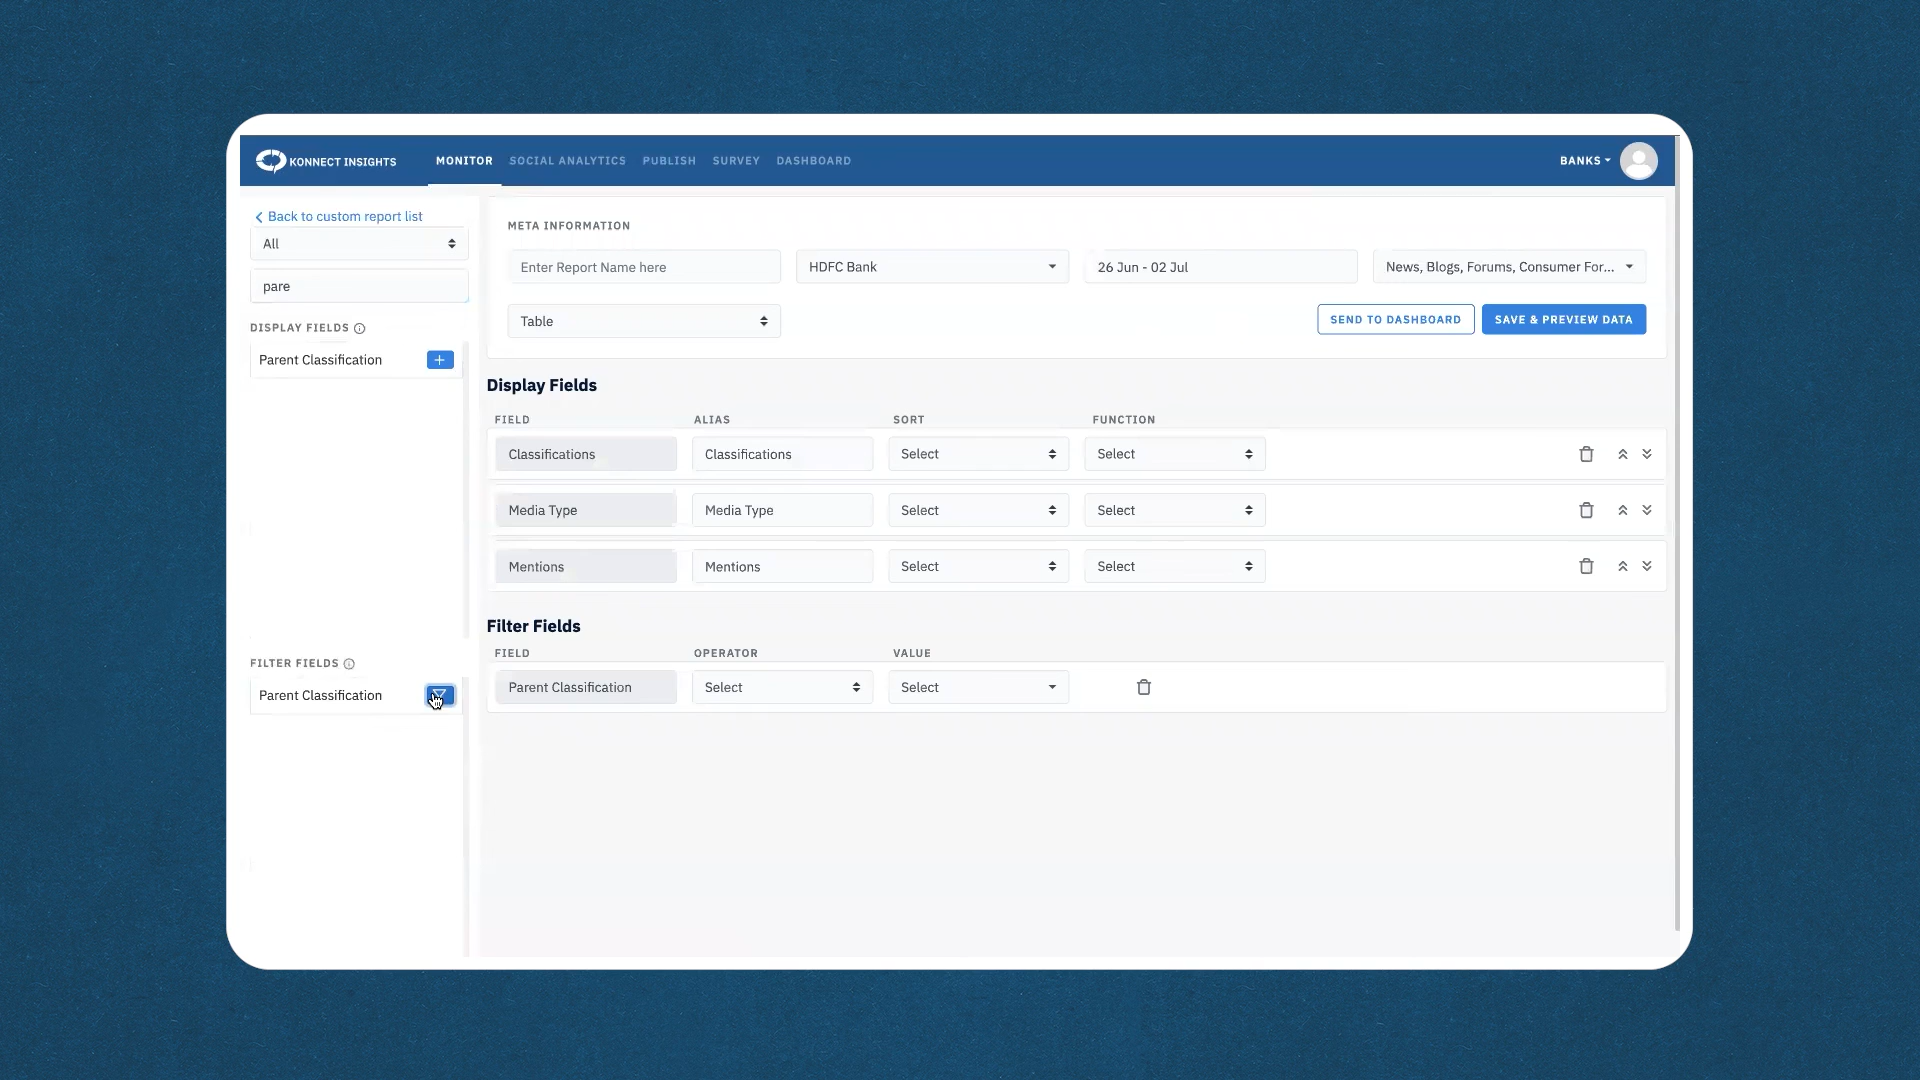 KONNECT INSIGHTS MONITOR SOCIAL ANALYTICS PUBLISH SURVEY DASHBOARD BANKS
Back to custom report list
All
pare
DISPLAY FIELDS
Parent Classification
FILTER FIELDS
Parent Classification
META INFORMATION
Enter Report Name here HDFC Bank 26 Jun - 02 Jul News, Blogs, Forums, Consumer For...
Table SEND TO DASHBOARD SAVE & PREVIEW DATA
Display Fields
FIELD ALIAS SORT FUNCTION
Classifications Classifications Select Select
Media Type Media Type Select Select
Mentions Mentions Select Select
Filter Fields
FIELD OPERATOR VALUE
Parent Classification Select Select